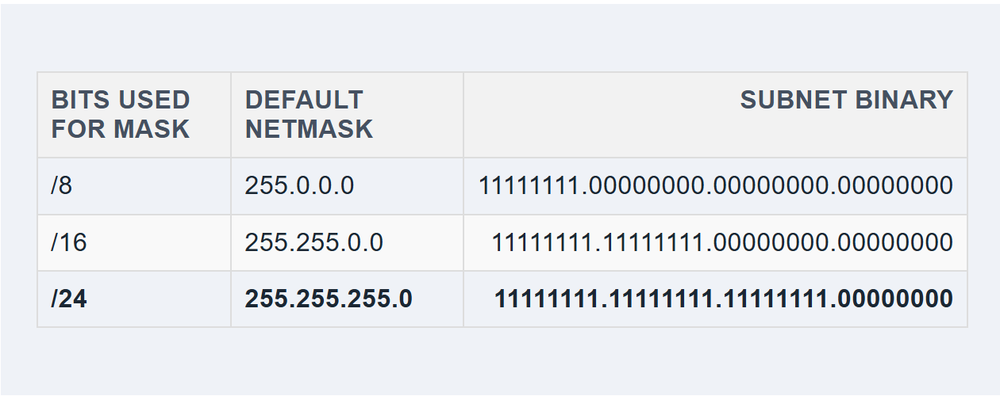 BITS USED FOR MASK DEFAULT NETMASK SUBNET BINARY
/8 255.0.0.0 11111111.00000000.00000000.00000000
/16 255.255.0.0 11111111.11111111.00000000.00000000
/24 255.255.255.0 11111111.11111111.11111111.00000000